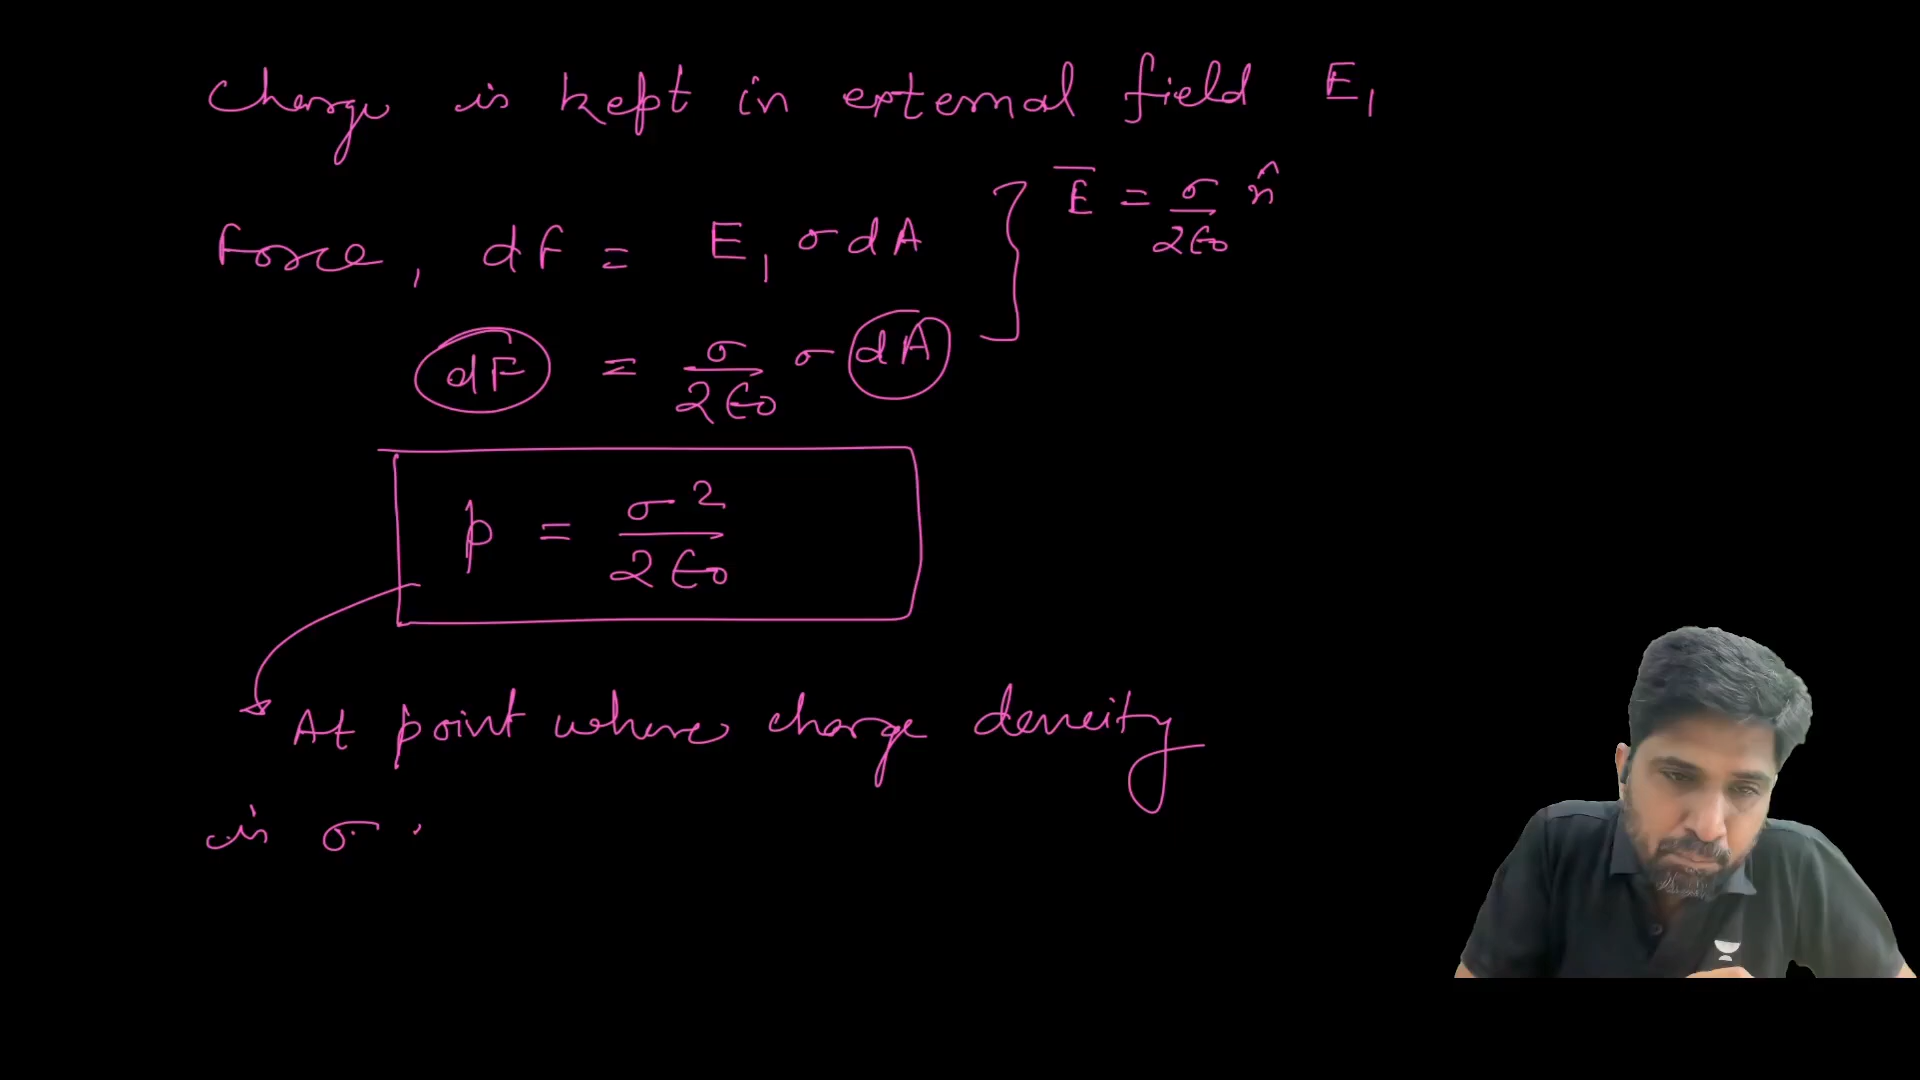 Charge is kept in external field E₁
Force, dF = E₁ σ dA
E̅ = σ/2ϵ₀ n̂
dF = σ/2ϵ₀ σ dA
p = σ²/2ϵ₀
At point where charge density
is σ.